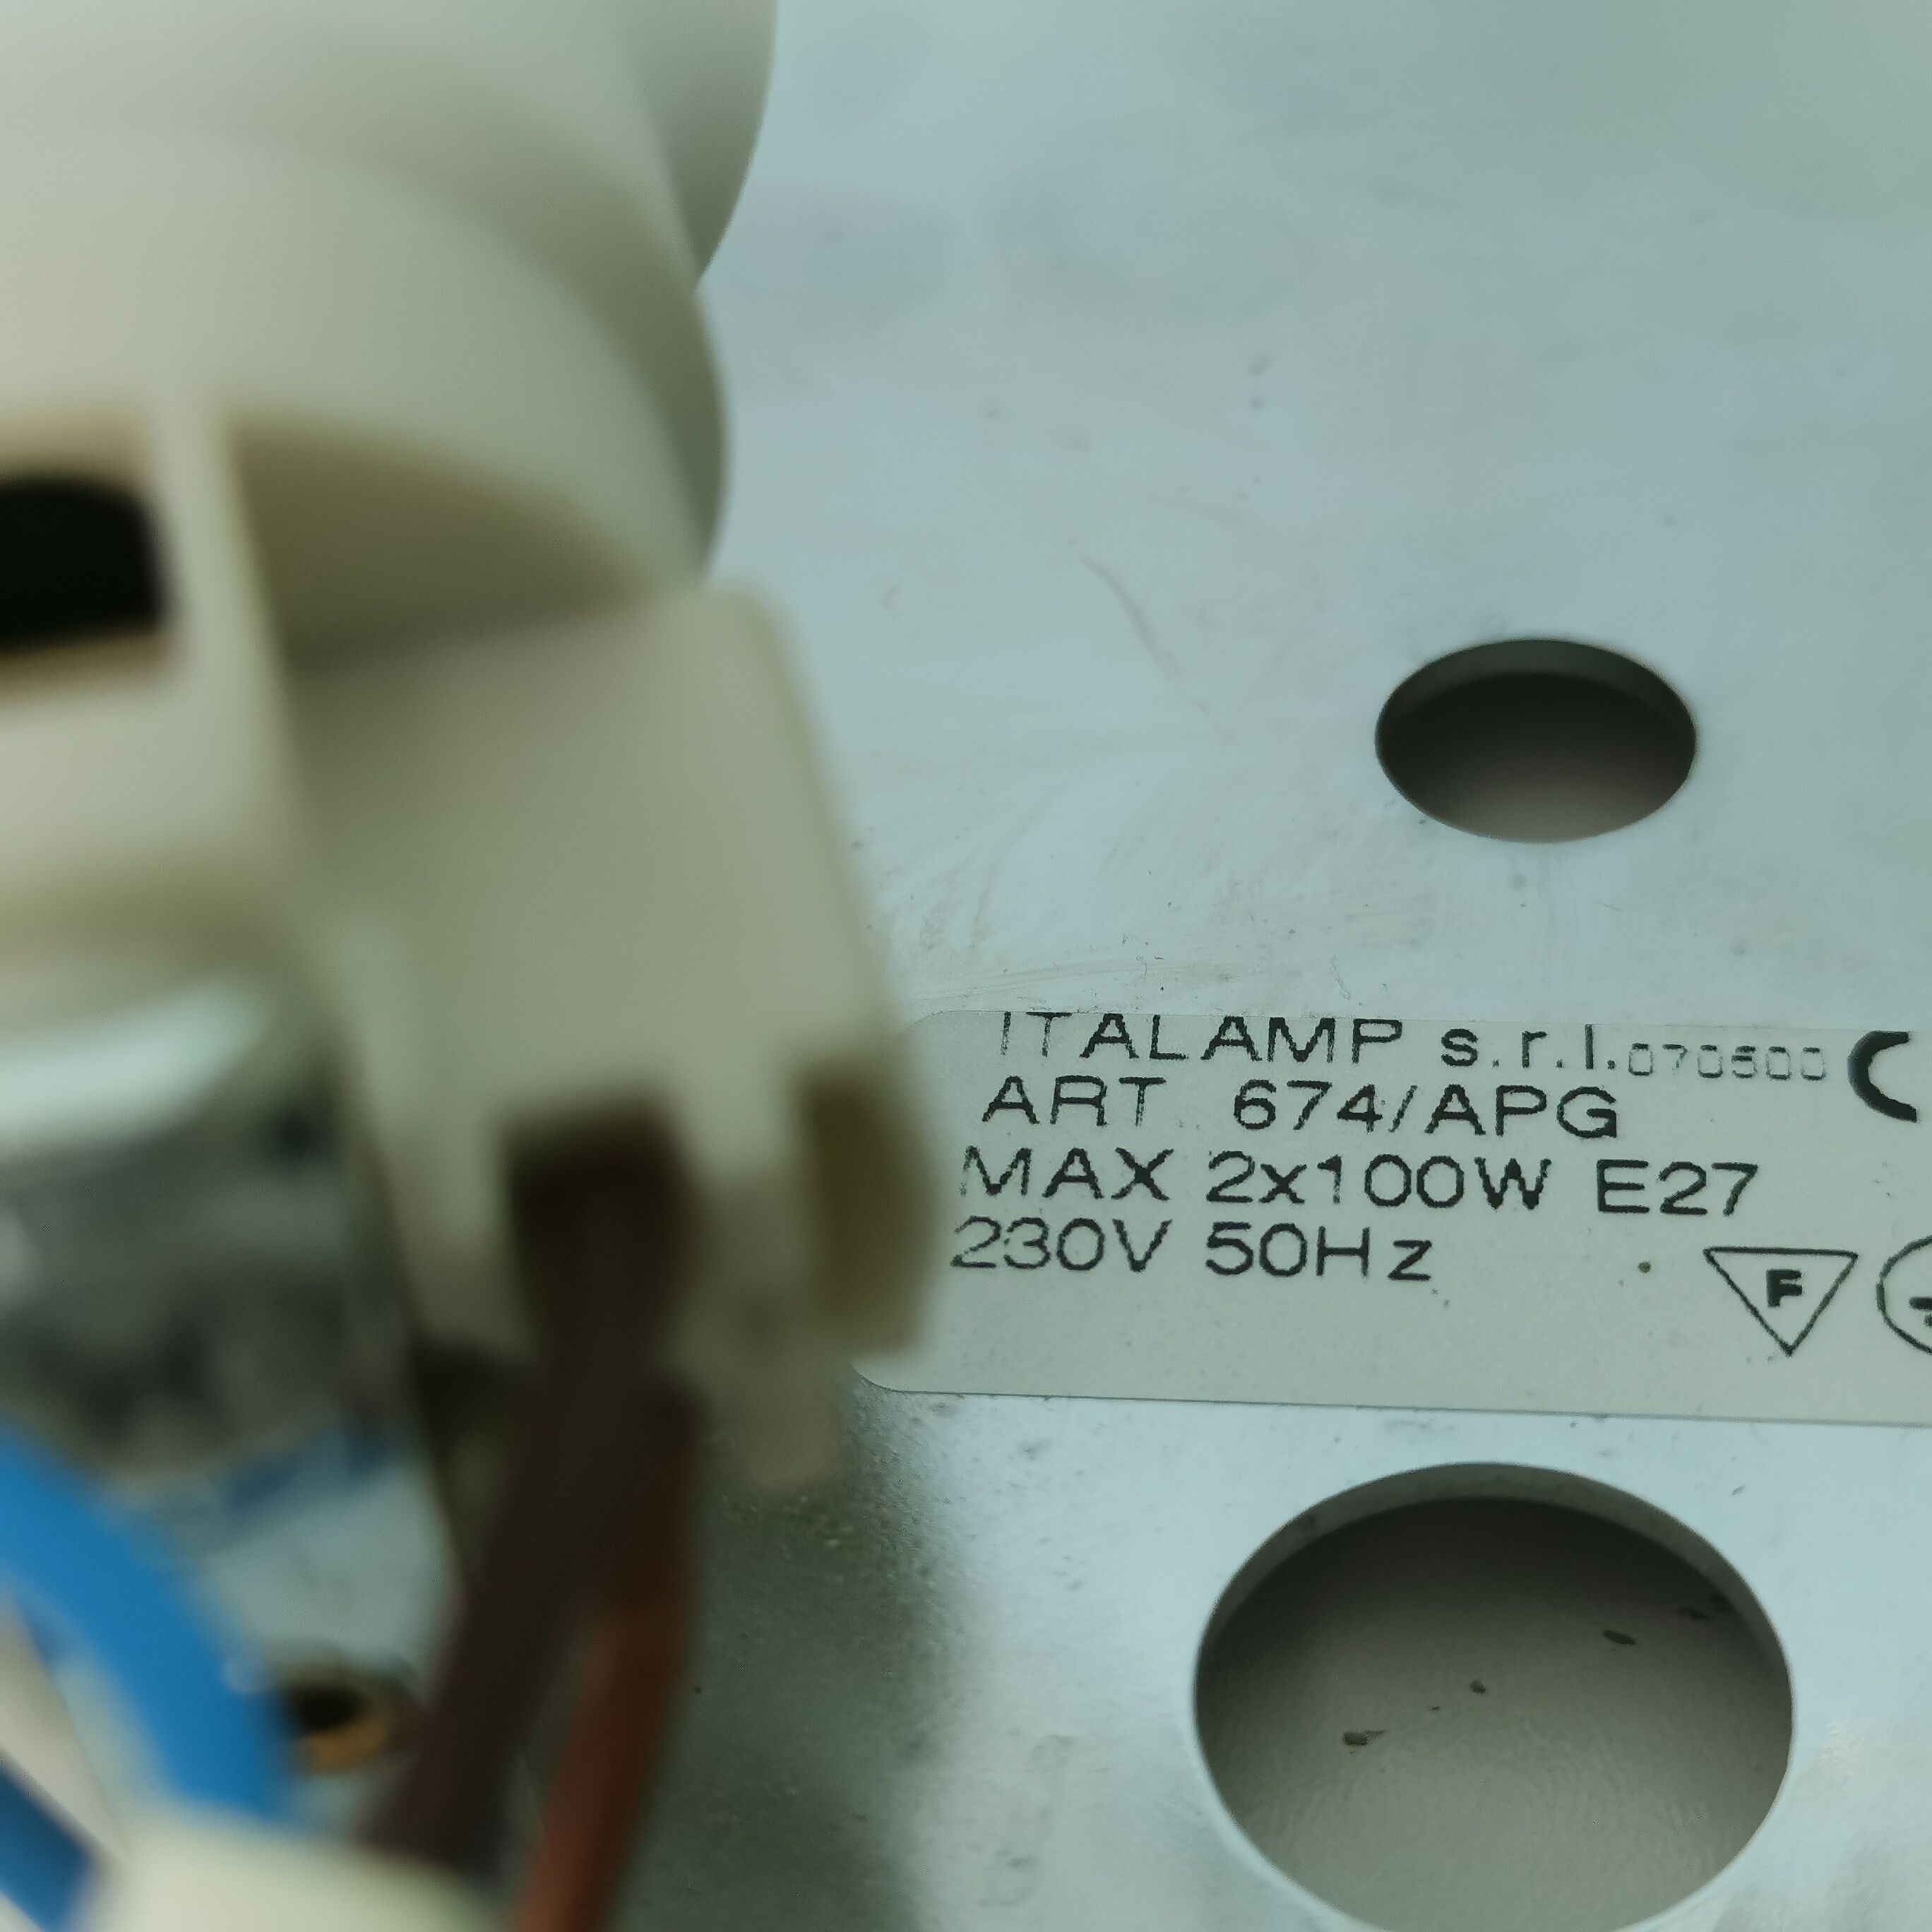 ITALAMP s.r.l. 070500
ART. 674/APG
MAX 2x100W E27
230V 50Hz
F